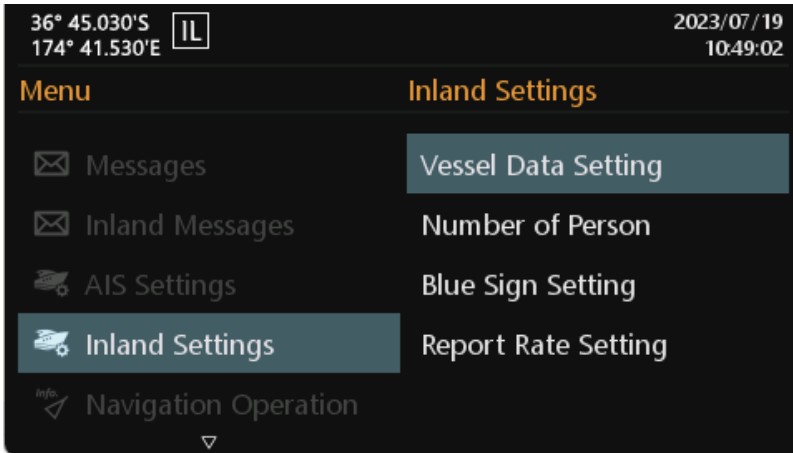 36° 45.030'S
174° 41.530'E
IL
2023/07/19
10:49:02
Menu
Inland Settings
Messages
Inland Messages
AIS Settings
Inland Settings
Info.
Navigation Operation
Vessel Data Setting
Number of Person
Blue Sign Setting
Report Rate Setting